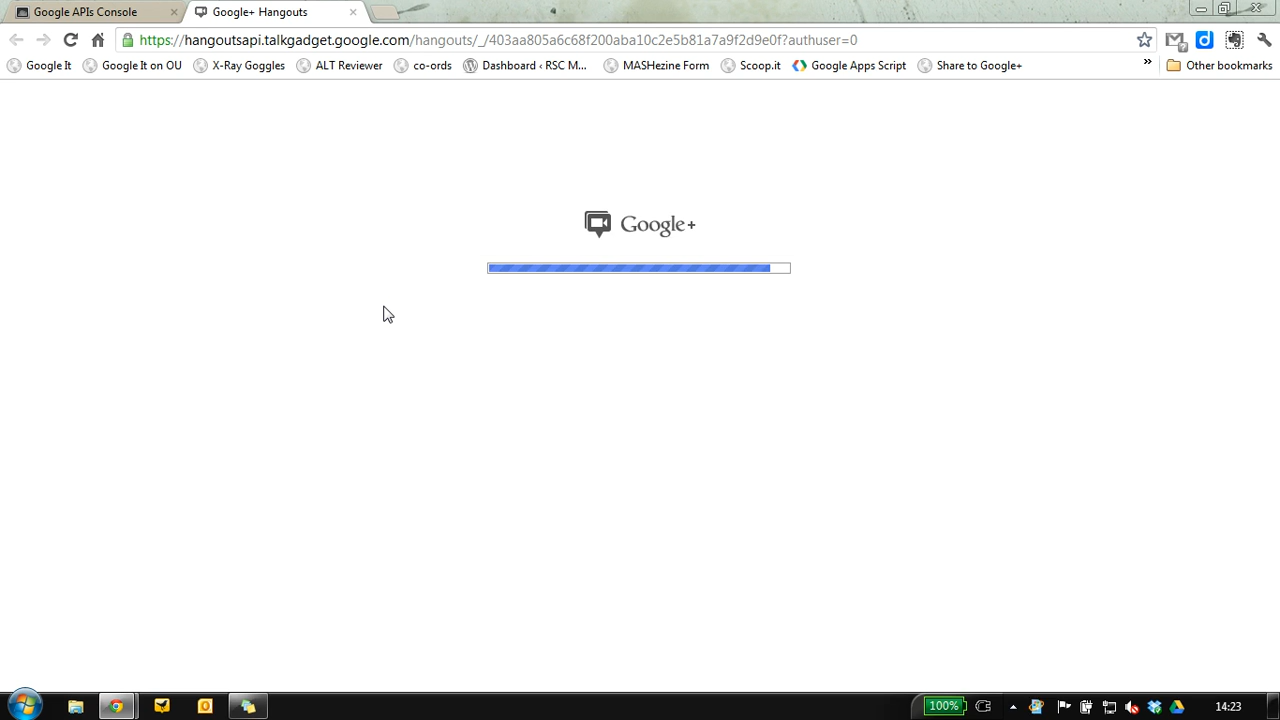 Google APIs Console
Google+ Hangouts
https://hangoutsapi.talkgadget.google.com/hangouts/_/403aa805a6c68f200aba10c2e5b81a7a9f2d9e0f?authuser=0
Google It
Google It on OU
X-Ray Goggles
ALT Reviewer
co-ords
Dashboard ‹ RSC M...
MASHezine Form
Scoop.it
Google Apps Script
Share to Google+
»
Other bookmarks
Google+
100%
14:23